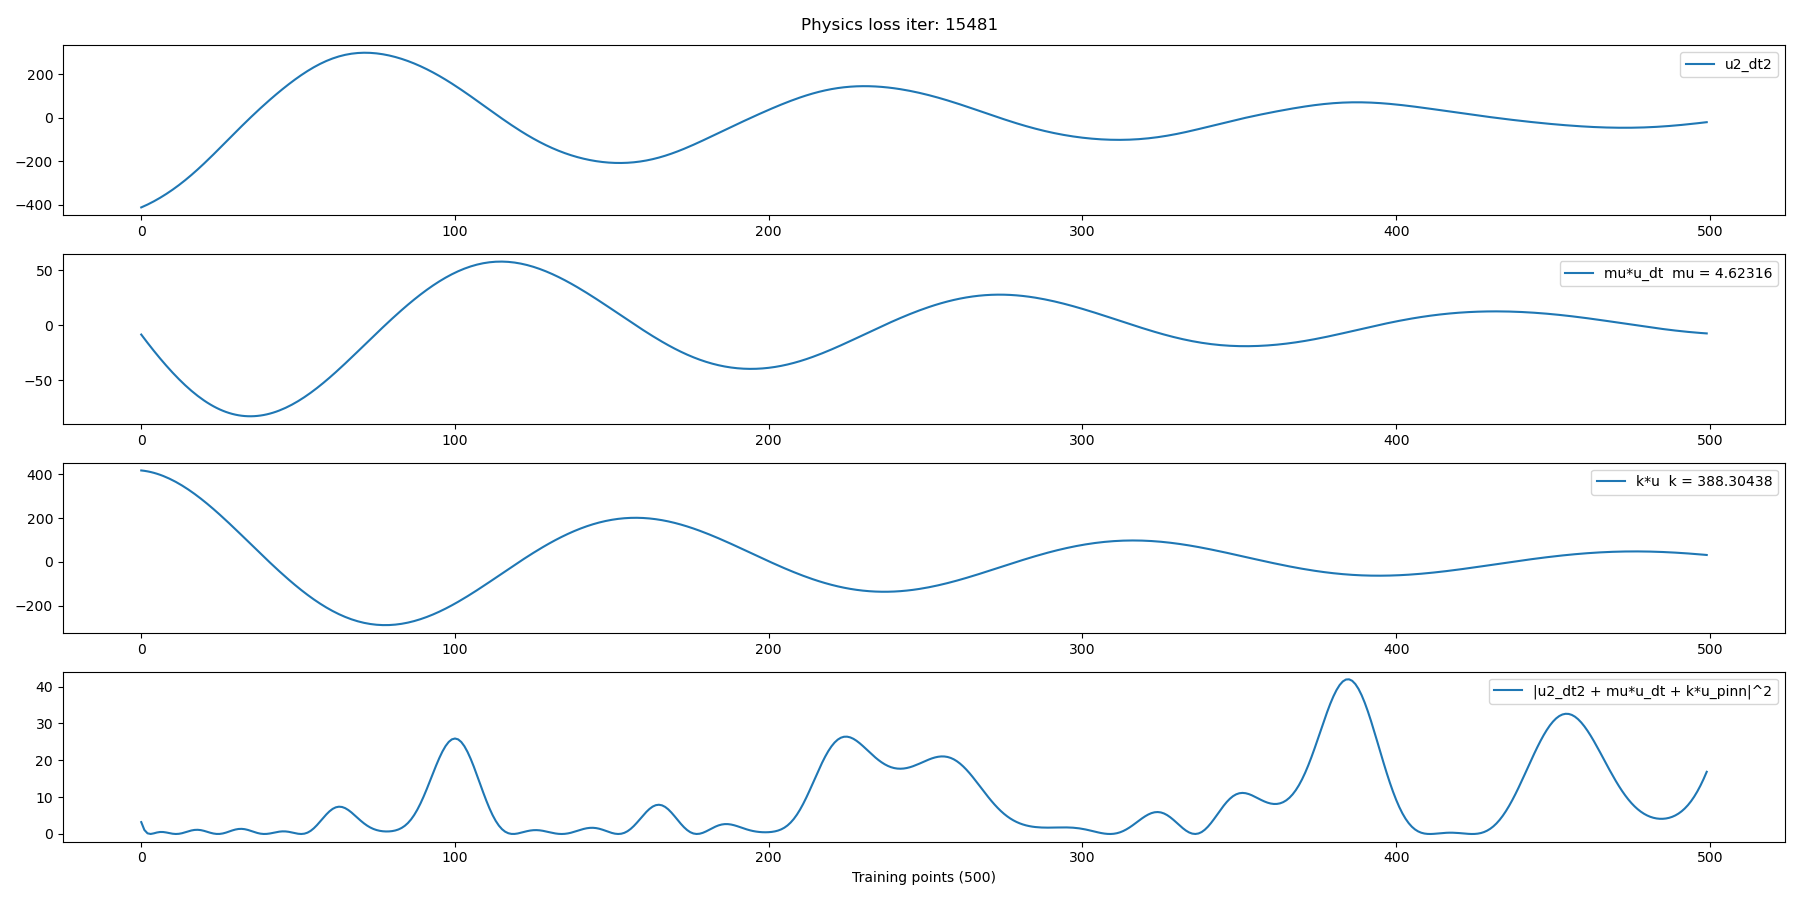 Physics loss iter: 15481
200
0
−200
−400
u2_dt2
0 100 200 300 400 500
50
0
−50
mu*u_dt  mu = 4.62316
0 100 200 300 400 500
400
200
0
−200
k*u  k = 388.30438
0 100 200 300 400 500
40
30
20
10
0
|u2_dt2 + mu*u_dt + k*u_pinn|^2
0 100 200 300 400 500
Training points (500)